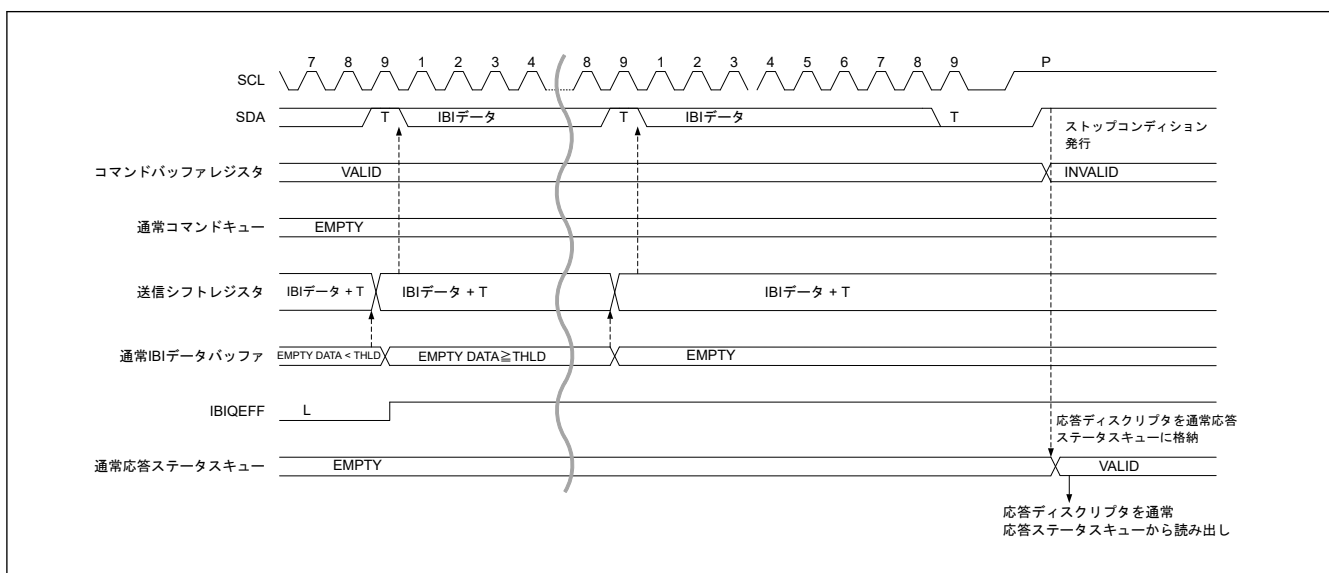 7 8 9 1 2 3 4 8 9 1 2 3 4 5 6 7 8 9 P
SCL
SDA T IBIデータ T IBIデータ T
ストップコンディション
発行
コマンドバッファレジスタ VALID INVALID
通常コマンドキュー EMPTY
送信シフトレジスタ IBIデータ + T IBIデータ + T IBIデータ + T
通常IBIデータバッファ EMPTY DATA < THLD EMPTY DATA≧THLD EMPTY
IBIQEFF L
応答ディスクリプタを通常応答
ステータスキューに格納
通常応答ステータスキュー EMPTY VALID
応答ディスクリプタを通常
応答ステータスキューから読み出し